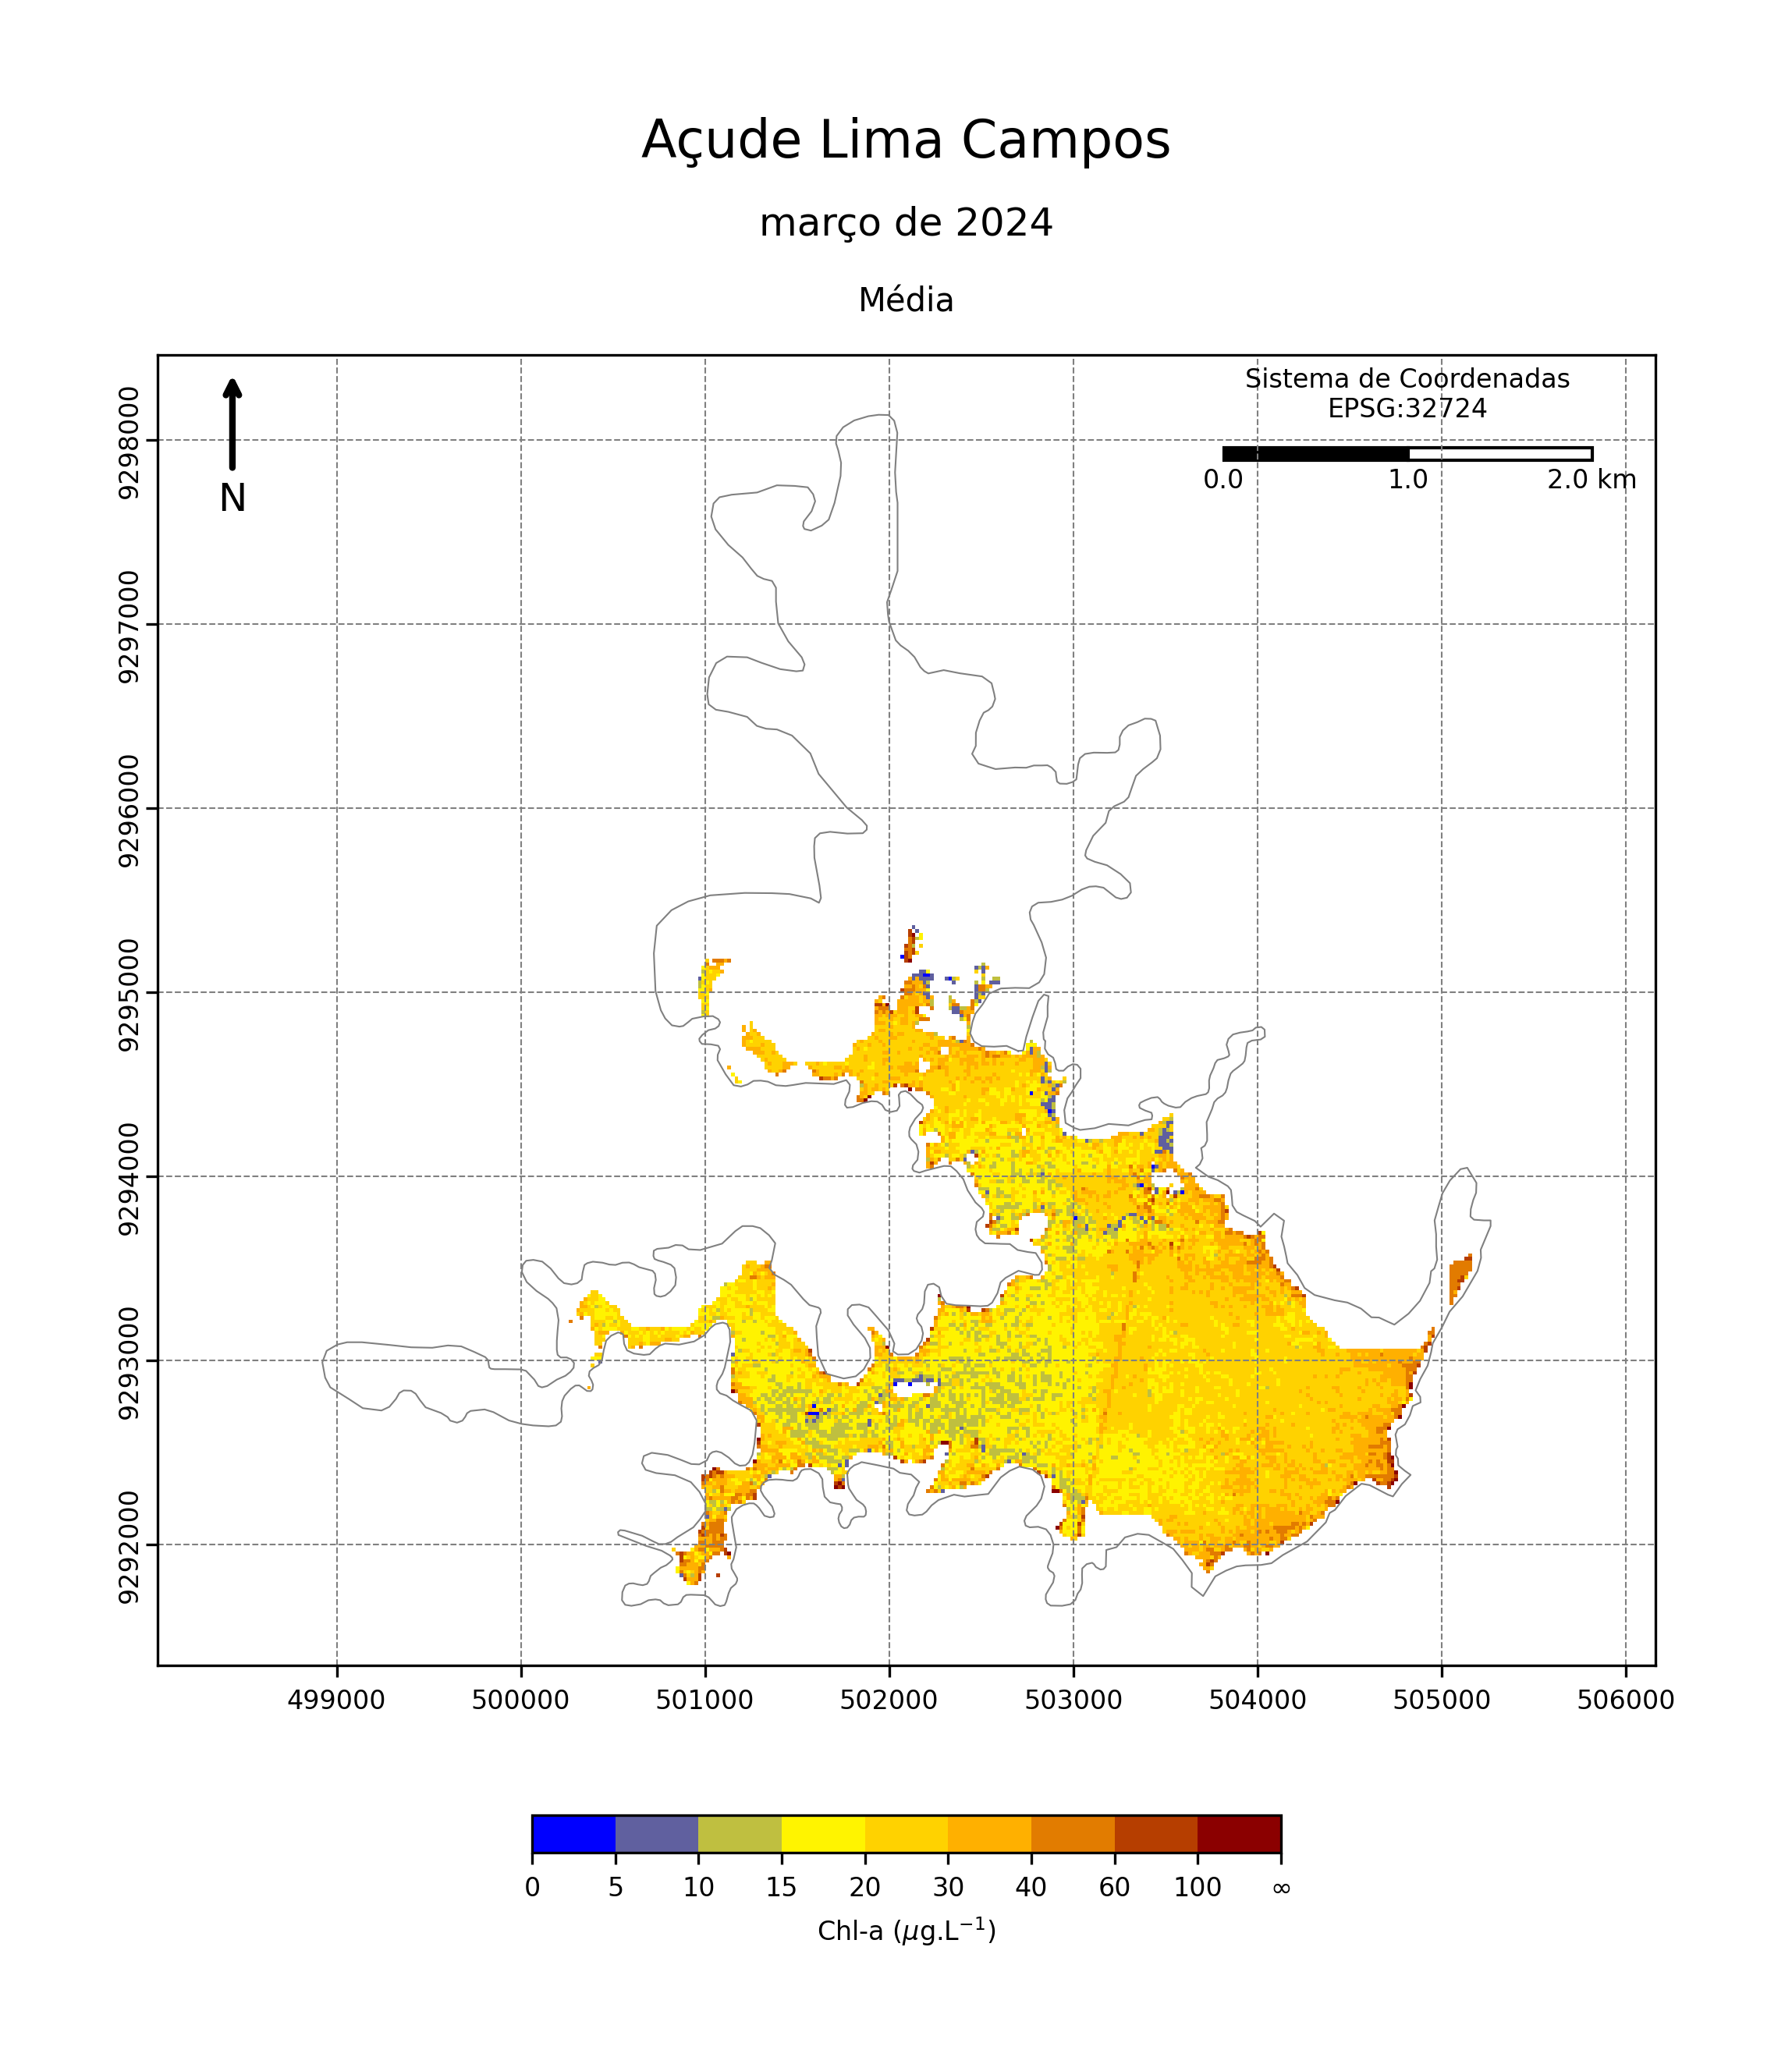 Açude Lima Campos
março de 2024
Média
Sistema de Coordenadas
EPSG:32724
0.0 1.0 2.0 km
N
9298000
9297000
9296000
9295000
9294000
9293000
9292000
499000 500000 501000 502000 503000 504000 505000 506000
0 5 10 15 20 30 40 60 100 ∞
Chl-a (μg.L⁻¹)